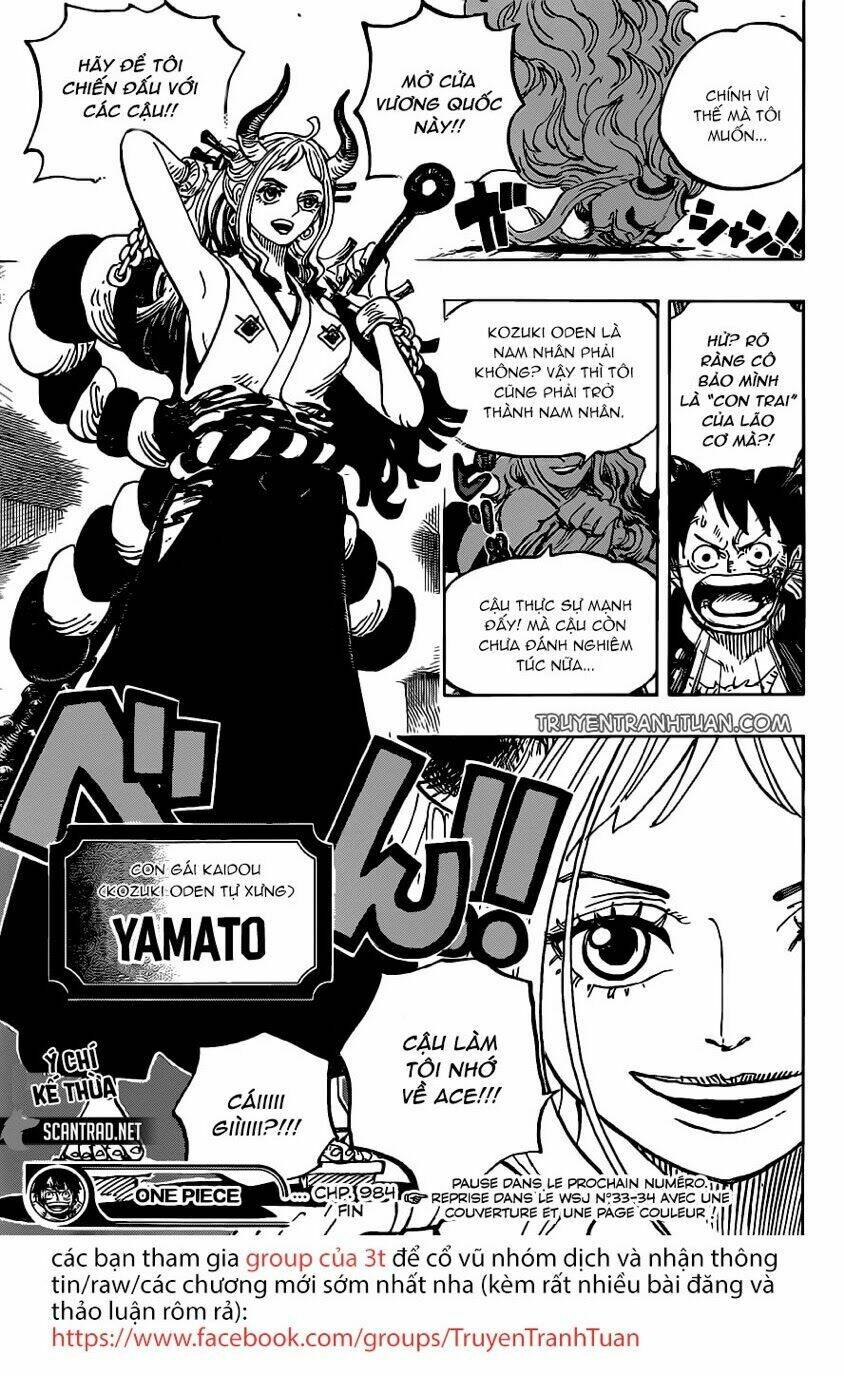 CHÍNH VÌ
THẾ MÀ TÔI
MUỐN...
MỞ CỬA
VƯƠNG QUỐC
NÀY!!
HÃY ĐỂ TÔI
CHIẾN ĐẤU VỚI
CÁC CẬU!!
HỬ? RÕ
RÀNG CÔ
BẢO MÌNH
LÀ "CON TRAI"
CỦA LÃO
CƠ MÀ?!
KOZUKI ODEN LÀ
NAM NHÂN PHẢI
KHÔNG? VẬY THÌ TÔI
CŨNG PHẢI TRỞ
THÀNH NAM NHÂN.
CẬU THỰC SỰ MẠNH
ĐẤY! MÀ CẬU CÒN
CHƯA ĐÁNH NGHIÊM
TÚC NỮA...
TRUYENTRANHTUAN.COM
べん!!
CON GÁI KAIDOU
(KOZUKI ODEN TỰ XƯNG)
YAMATO
CẬU LÀM
TÔI NHỚ
VỀ ACE!!!
CÁIIIII
GÌIIIII?!!!
Ý CHÍ
KẾ THỪA
SCANTRAD.NET
ONE PIECE
.... CHP. 984
FIN
PAUSE DANS LE PROCHAIN NUMÉRO.
REPRISE DANS LE WSJ N°33-34 AVEC UNE
COUVERTURE ET UNE PAGE COULEUR !
các bạn tham gia group của 3t để cổ vũ nhóm dịch và nhận thông
tin/raw/các chương mới sớm nhất nha (kèm rất nhiều bài đăng và
thảo luận rôm rả):
https://www.facebook.com/groups/TruyenTranhTuan